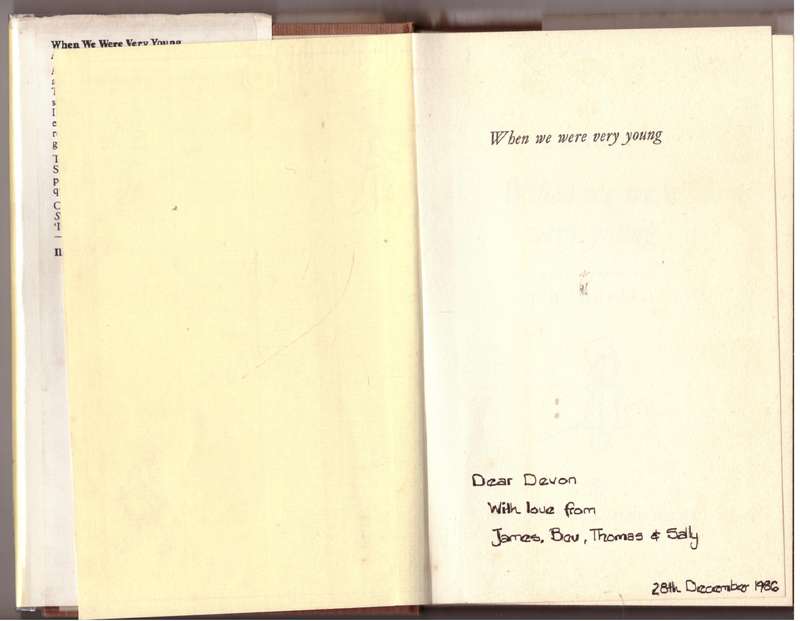 When We Were Very Young
When we were very young
Dear Devon
With love from
James, Bev, Thomas & Sally
28th December 1986